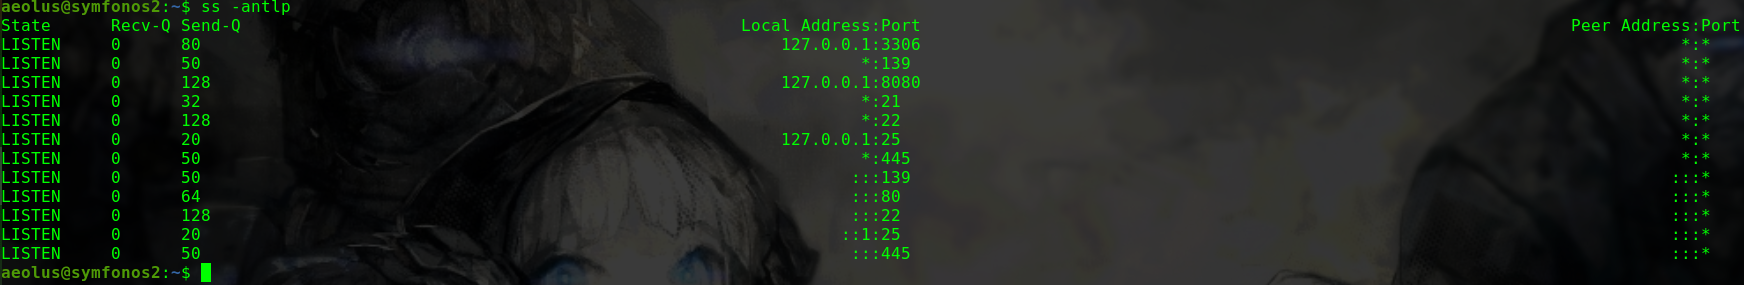 aeolus@symfonos2:~$ ss -antlp
State Recv-Q Send-Q Local Address:Port Peer Address:Port
LISTEN 0 80 127.0.0.1:3306 *:*
LISTEN 0 50 *:139 *:*
LISTEN 0 128 127.0.0.1:8080 *:*
LISTEN 0 32 *:21 *:*
LISTEN 0 128 *:22 *:*
LISTEN 0 20 127.0.0.1:25 *:*
LISTEN 0 50 *:445 *:*
LISTEN 0 50 :::139 :::*
LISTEN 0 64 :::80 :::*
LISTEN 0 128 :::22 :::*
LISTEN 0 20 ::1:25 :::*
LISTEN 0 50 :::445 :::*
aeolus@symfonos2:~$